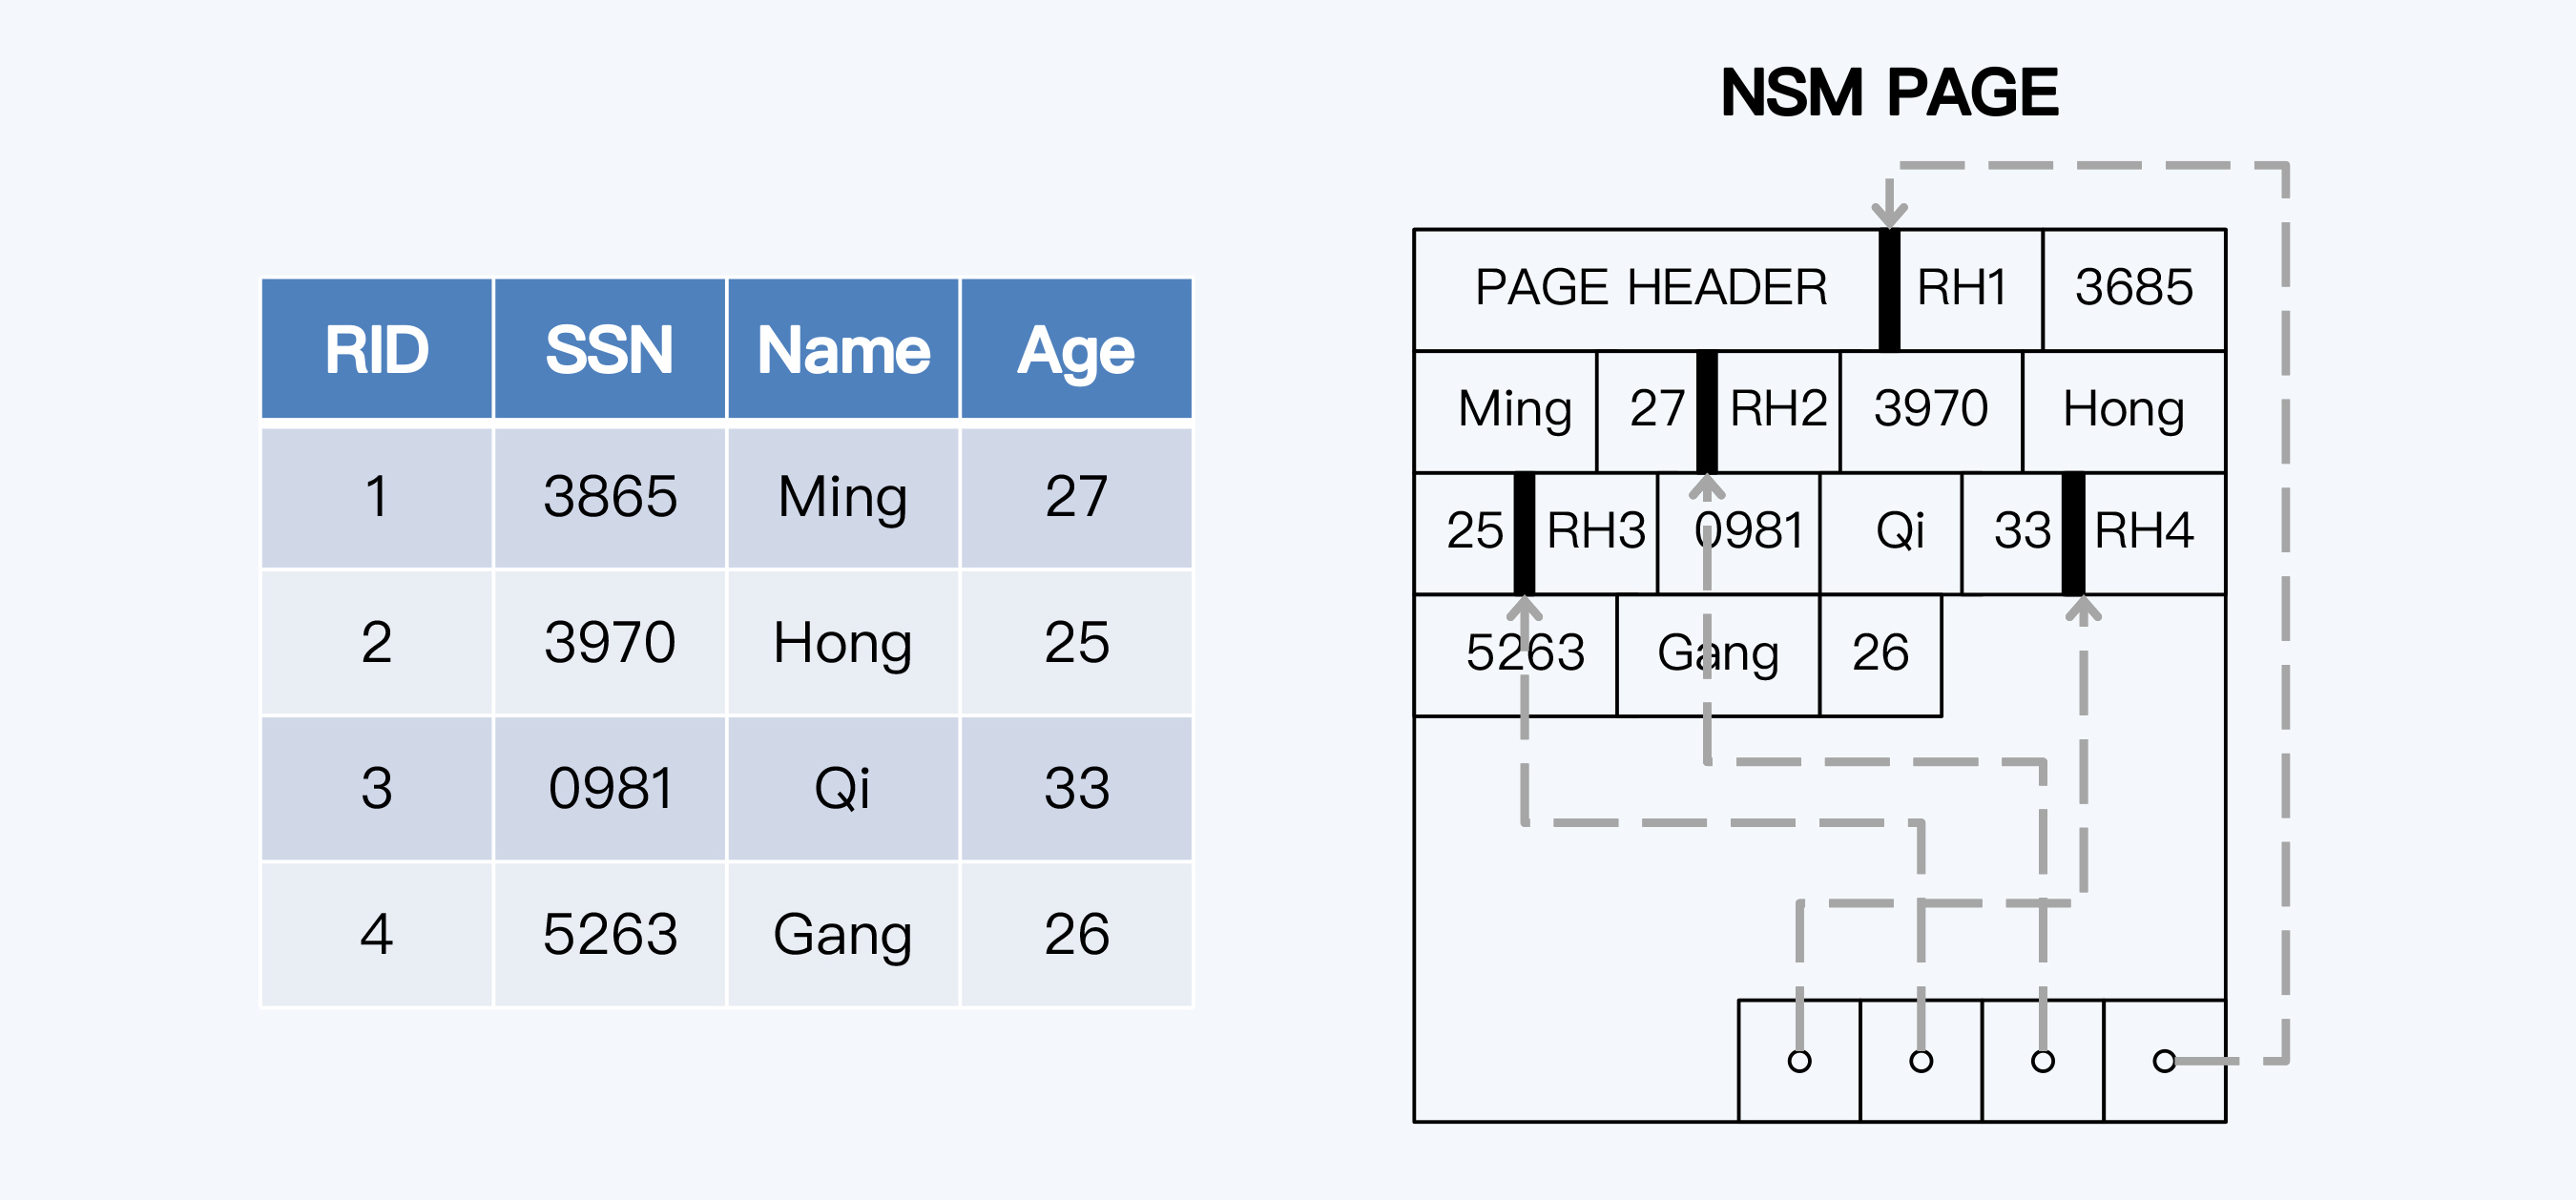 RID SSN Name Age
1 3865 Ming 27
2 3970 Hong 25
3 0981 Qi 33
4 5263 Gang 26
NSM PAGE
PAGE HEADER RH1 3685
Ming 27 RH2 3970 Hong
25 RH3 0981 Qi 33 RH4
5263 Gang 26